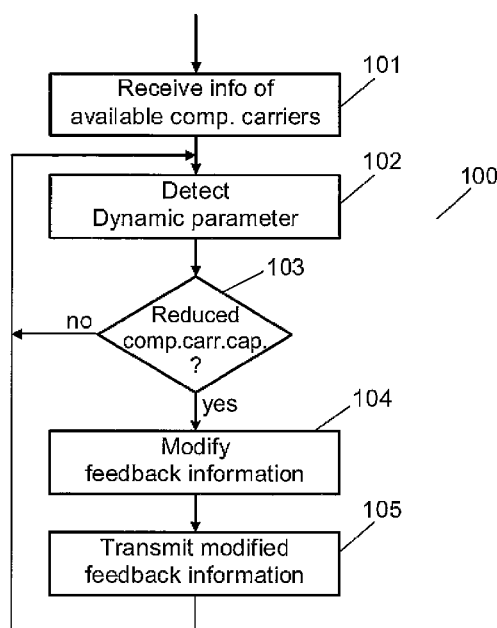 Receive info of
available comp. carriers
101
Detect
Dynamic parameter
102
100
103
Reduced
comp.carr.cap.
?
no
yes
104
Modify
feedback information
105
Transmit modified
feedback information